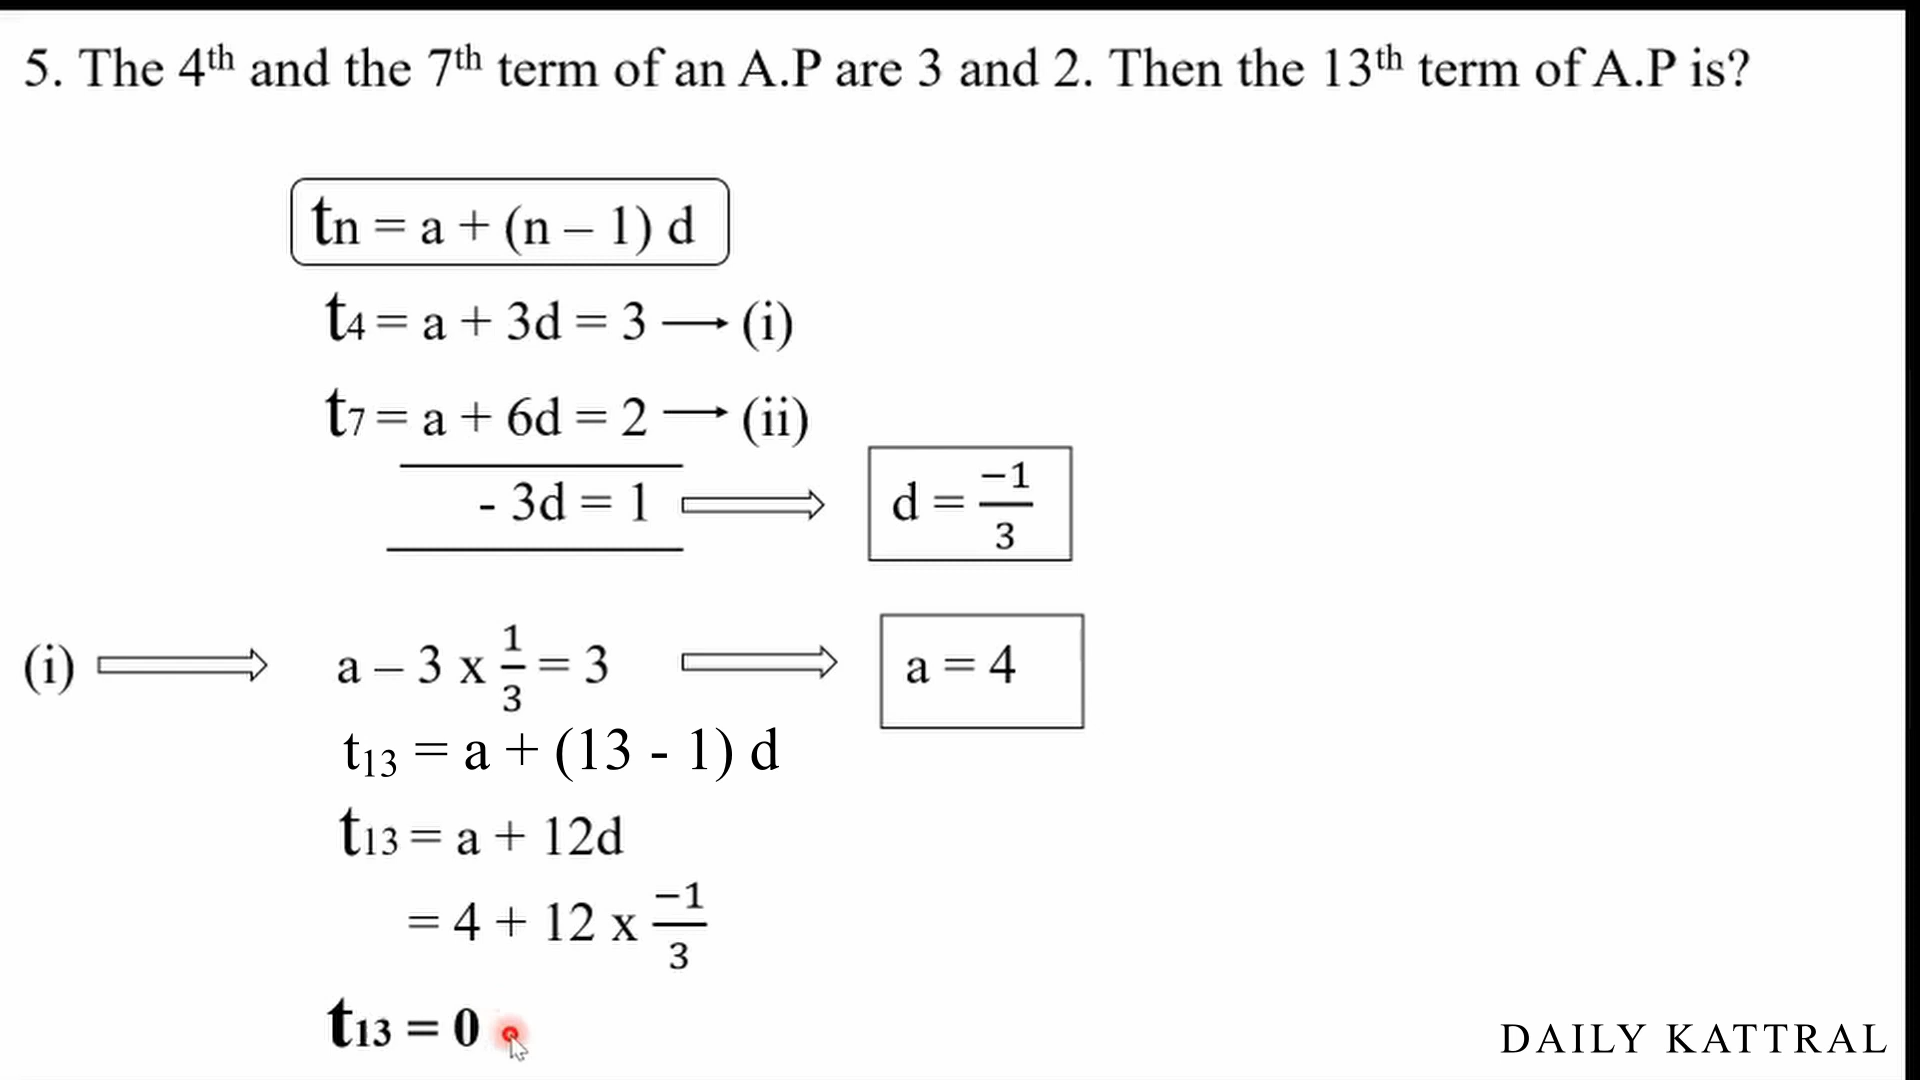 5. The 4th and the 7th term of an A.P are 3 and 2. Then the 13th term of A.P is?
tn = a + (n – 1) d
t4 = a + 3d = 3 → (i)
t7 = a + 6d = 2 → (ii)
- 3d = 1 ⇒ d = −1/3
(i) ⇒ a – 3 x 1/3 = 3 ⇒ a = 4
t13 = a + (13 - 1) d
t13 = a + 12d
= 4 + 12 x −1/3
t13 = 0
DAILY KATTRAL